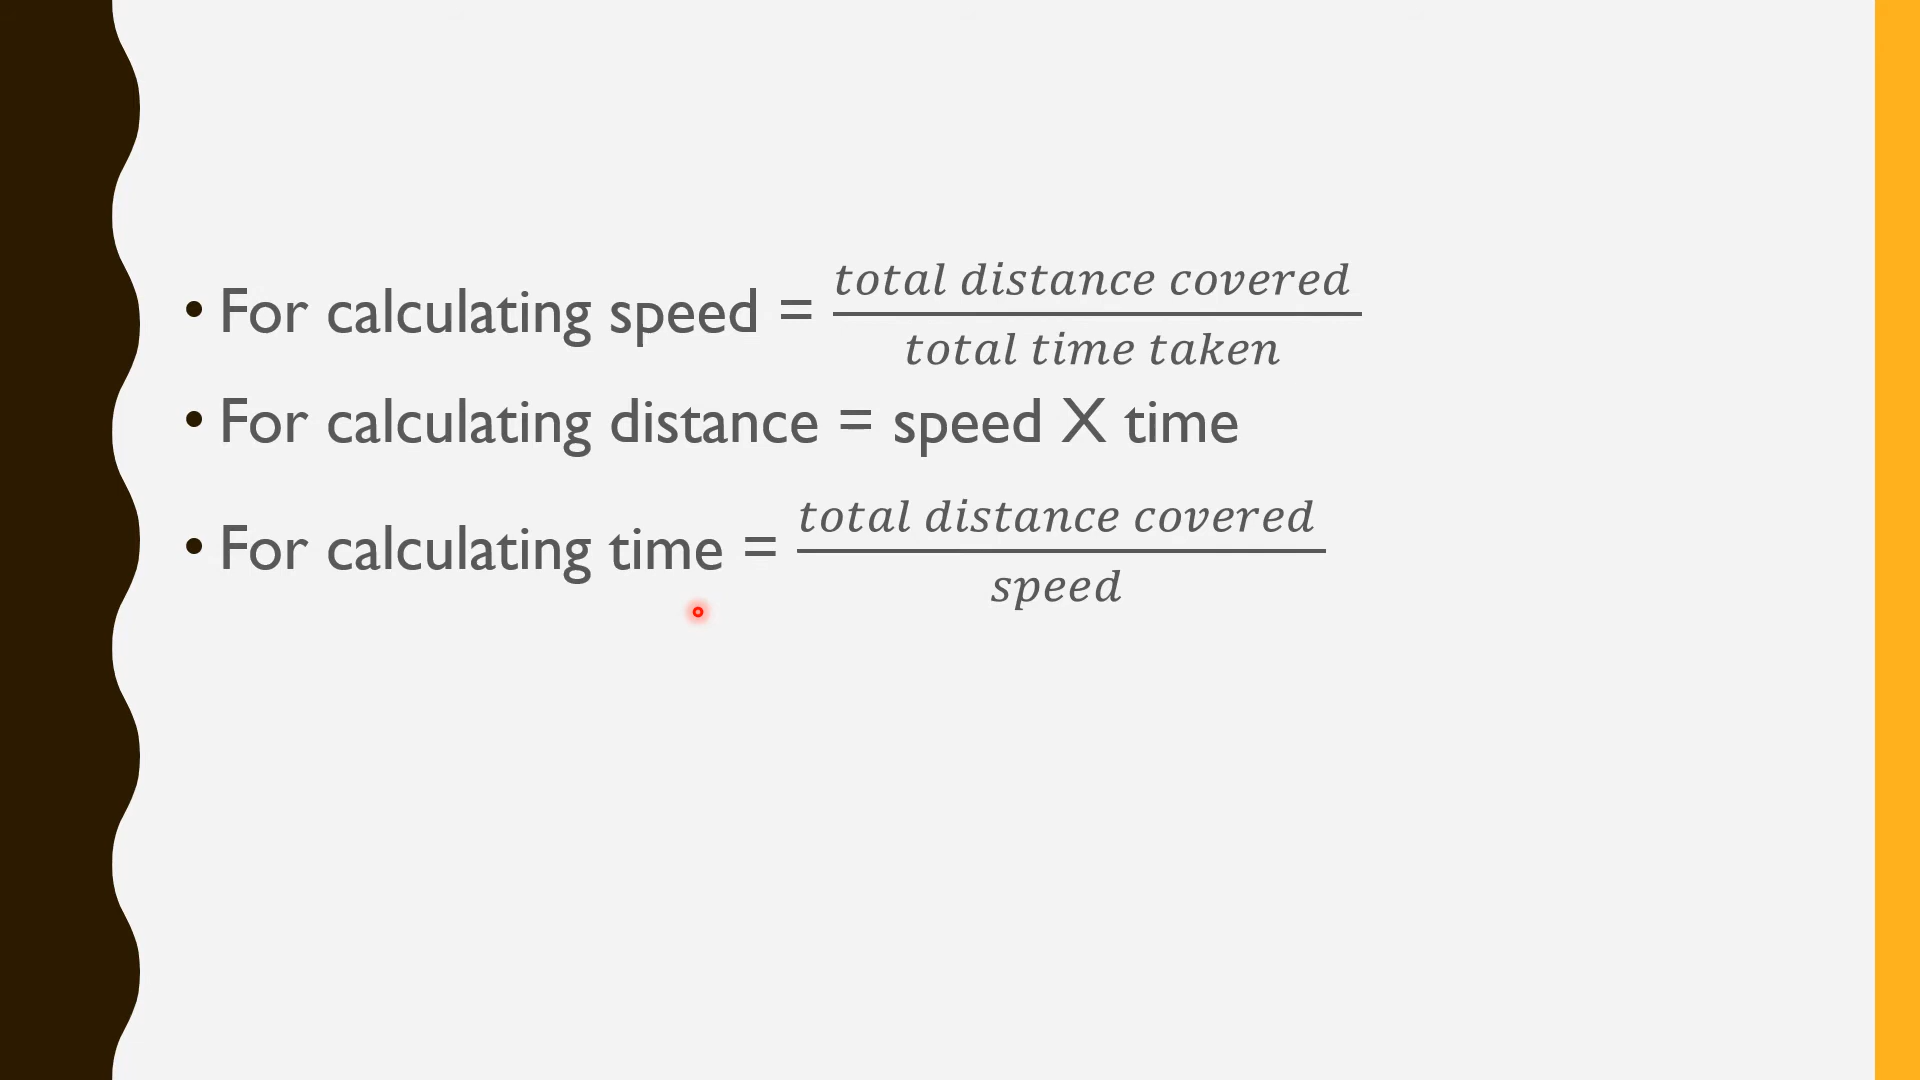 • For calculating speed = total distance covered / total time taken
• For calculating distance = speed X time
• For calculating time = total distance covered / speed